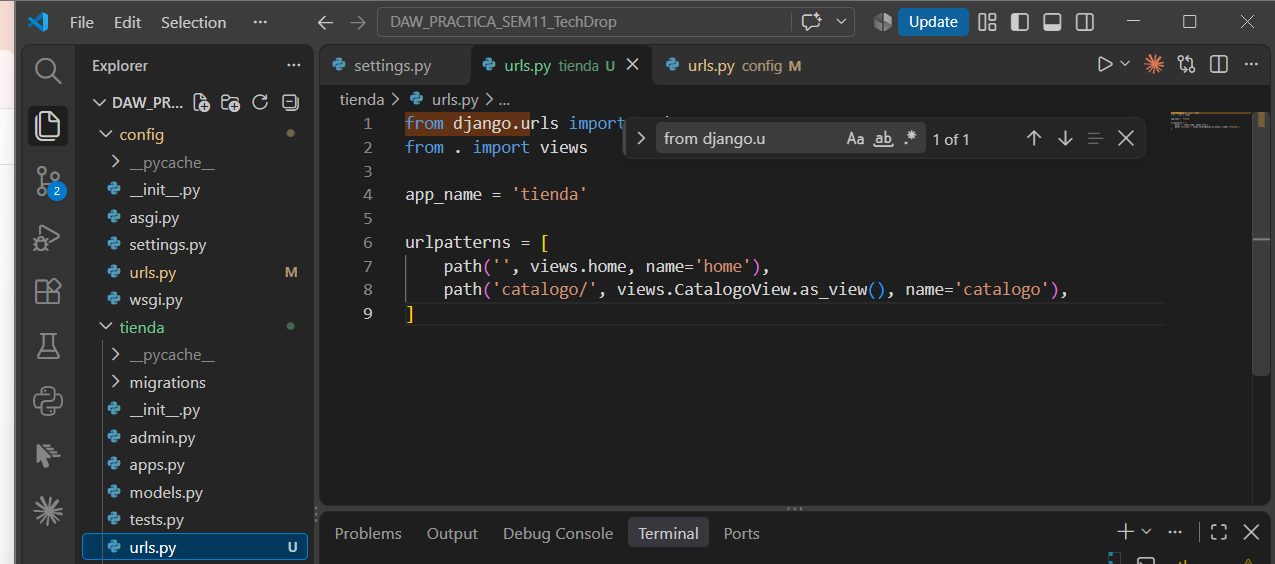 File Edit Selection ··· DAW_PRACTICA_SEM11_TechDrop Update
Explorer ···
DAW_PR...
config
__pycache__
__init__.py
asgi.py
settings.py
urls.py M
wsgi.py
tienda
__pycache__
migrations
__init__.py
admin.py
apps.py
models.py
tests.py
urls.py U
2
settings.py urls.py tienda U urls.py config M
tienda > urls.py > ...
from django.u Aa ab .* 1 of 1
1 from django.urls import
2 from . import views
3
4 app_name = 'tienda'
5
6 urlpatterns = [
7 path('', views.home, name='home'),
8 path('catalogo/', views.CatalogoView.as_view(), name='catalogo'),
9 ]
Problems Output Debug Console Terminal Ports